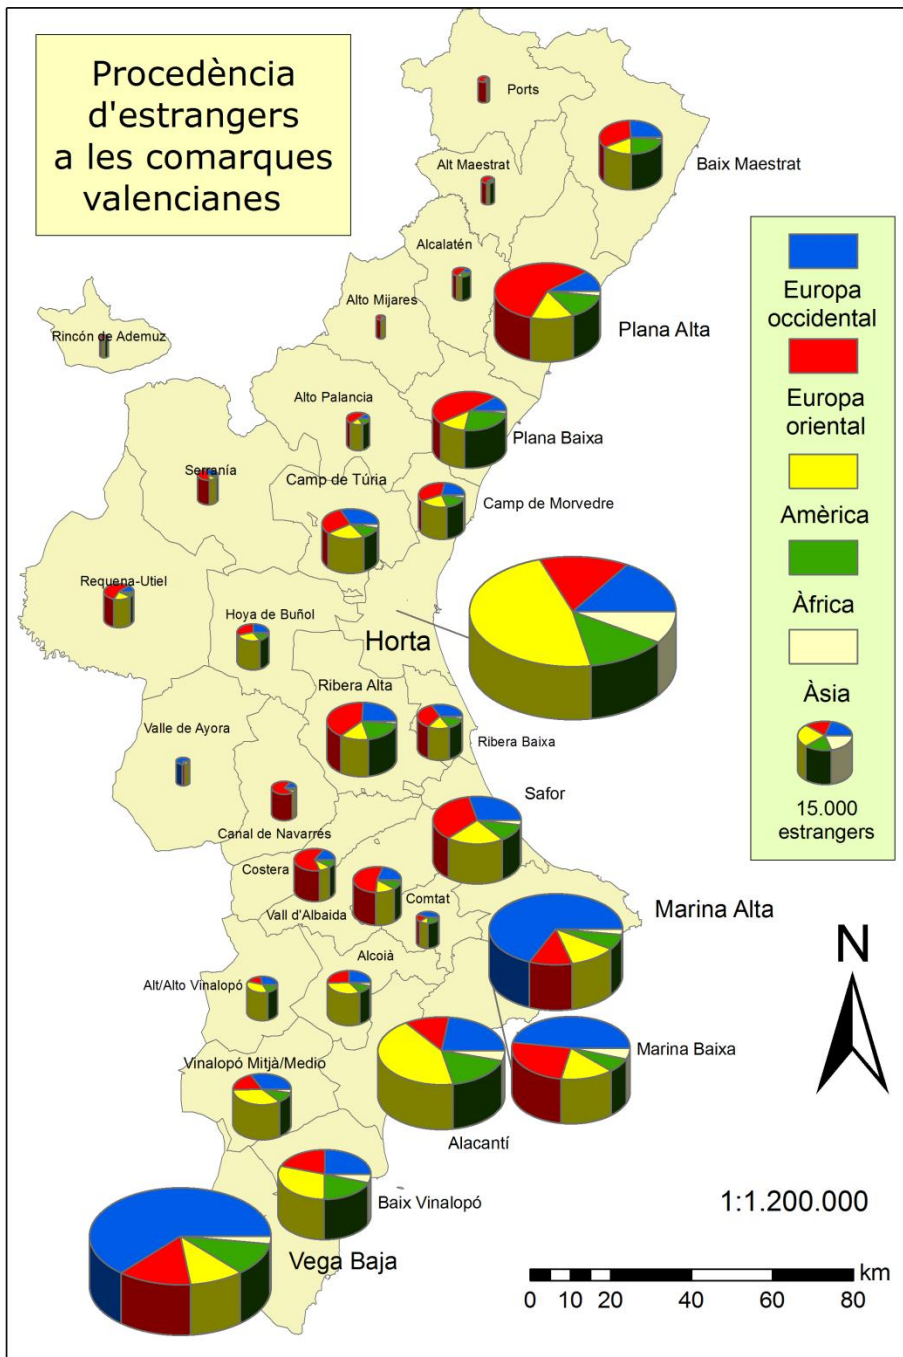 Procedència
d'estrangers
a les comarques
valencianes
Ports
Baix Maestrat
Alt Maestrat
Alcalatén
Alto Mijares
Plana Alta
Rincón de Ademuz
Alto Palancia
Plana Baixa
Serranía
Camp de Túria
Camp de Morvedre
Requena-Utiel
Hoya de Buñol
Horta
Ribera Alta
Valle de Ayora
Ribera Baixa
Canal de Navarrés
Safor
Costera
Vall d'Albaida
Comtat
Marina Alta
Alcoià
Alt/Alto Vinalopó
Vinalopó Mitjà/Medio
Marina Baixa
Alacantí
Baix Vinalopó
Vega Baja
Europa
occidental
Europa
oriental
Amèrica
Àfrica
Àsia
15.000
estrangers
N
1:1.200.000
km
0 10 20 40 60 80